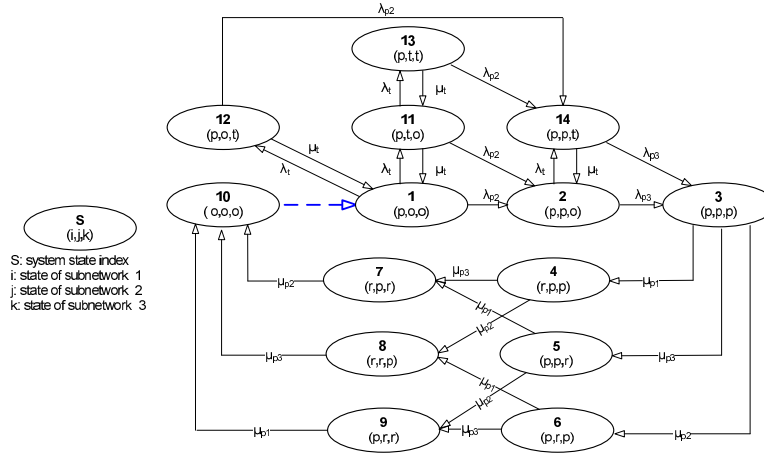 λp2
13
(p,t,t)
λp2
λt
μt
12
(p,o,t)
11
(p,t,o)
14
(p,p,t)
μt
λt
λt
μt
λp2
λt
μt
λp3
10
( o,o,o)
1
(p,o,o)
λp2
2
(p,p,o)
λp3
3
(p,p,p)
S
(i,j,k)
S: system state index
i: state of subnetwork 1
j: state of subnetwork 2
k: state of subnetwork 3
μp2
7
(r,p,r)
μp3
4
(r,p,p)
μp1
μp1
μp2
μp3
8
(r,r,p)
5
(p,p,r)
μp3
μp1
μp2
μp1
9
(p,r,r)
μp3
6
(p,r,p)
μp2